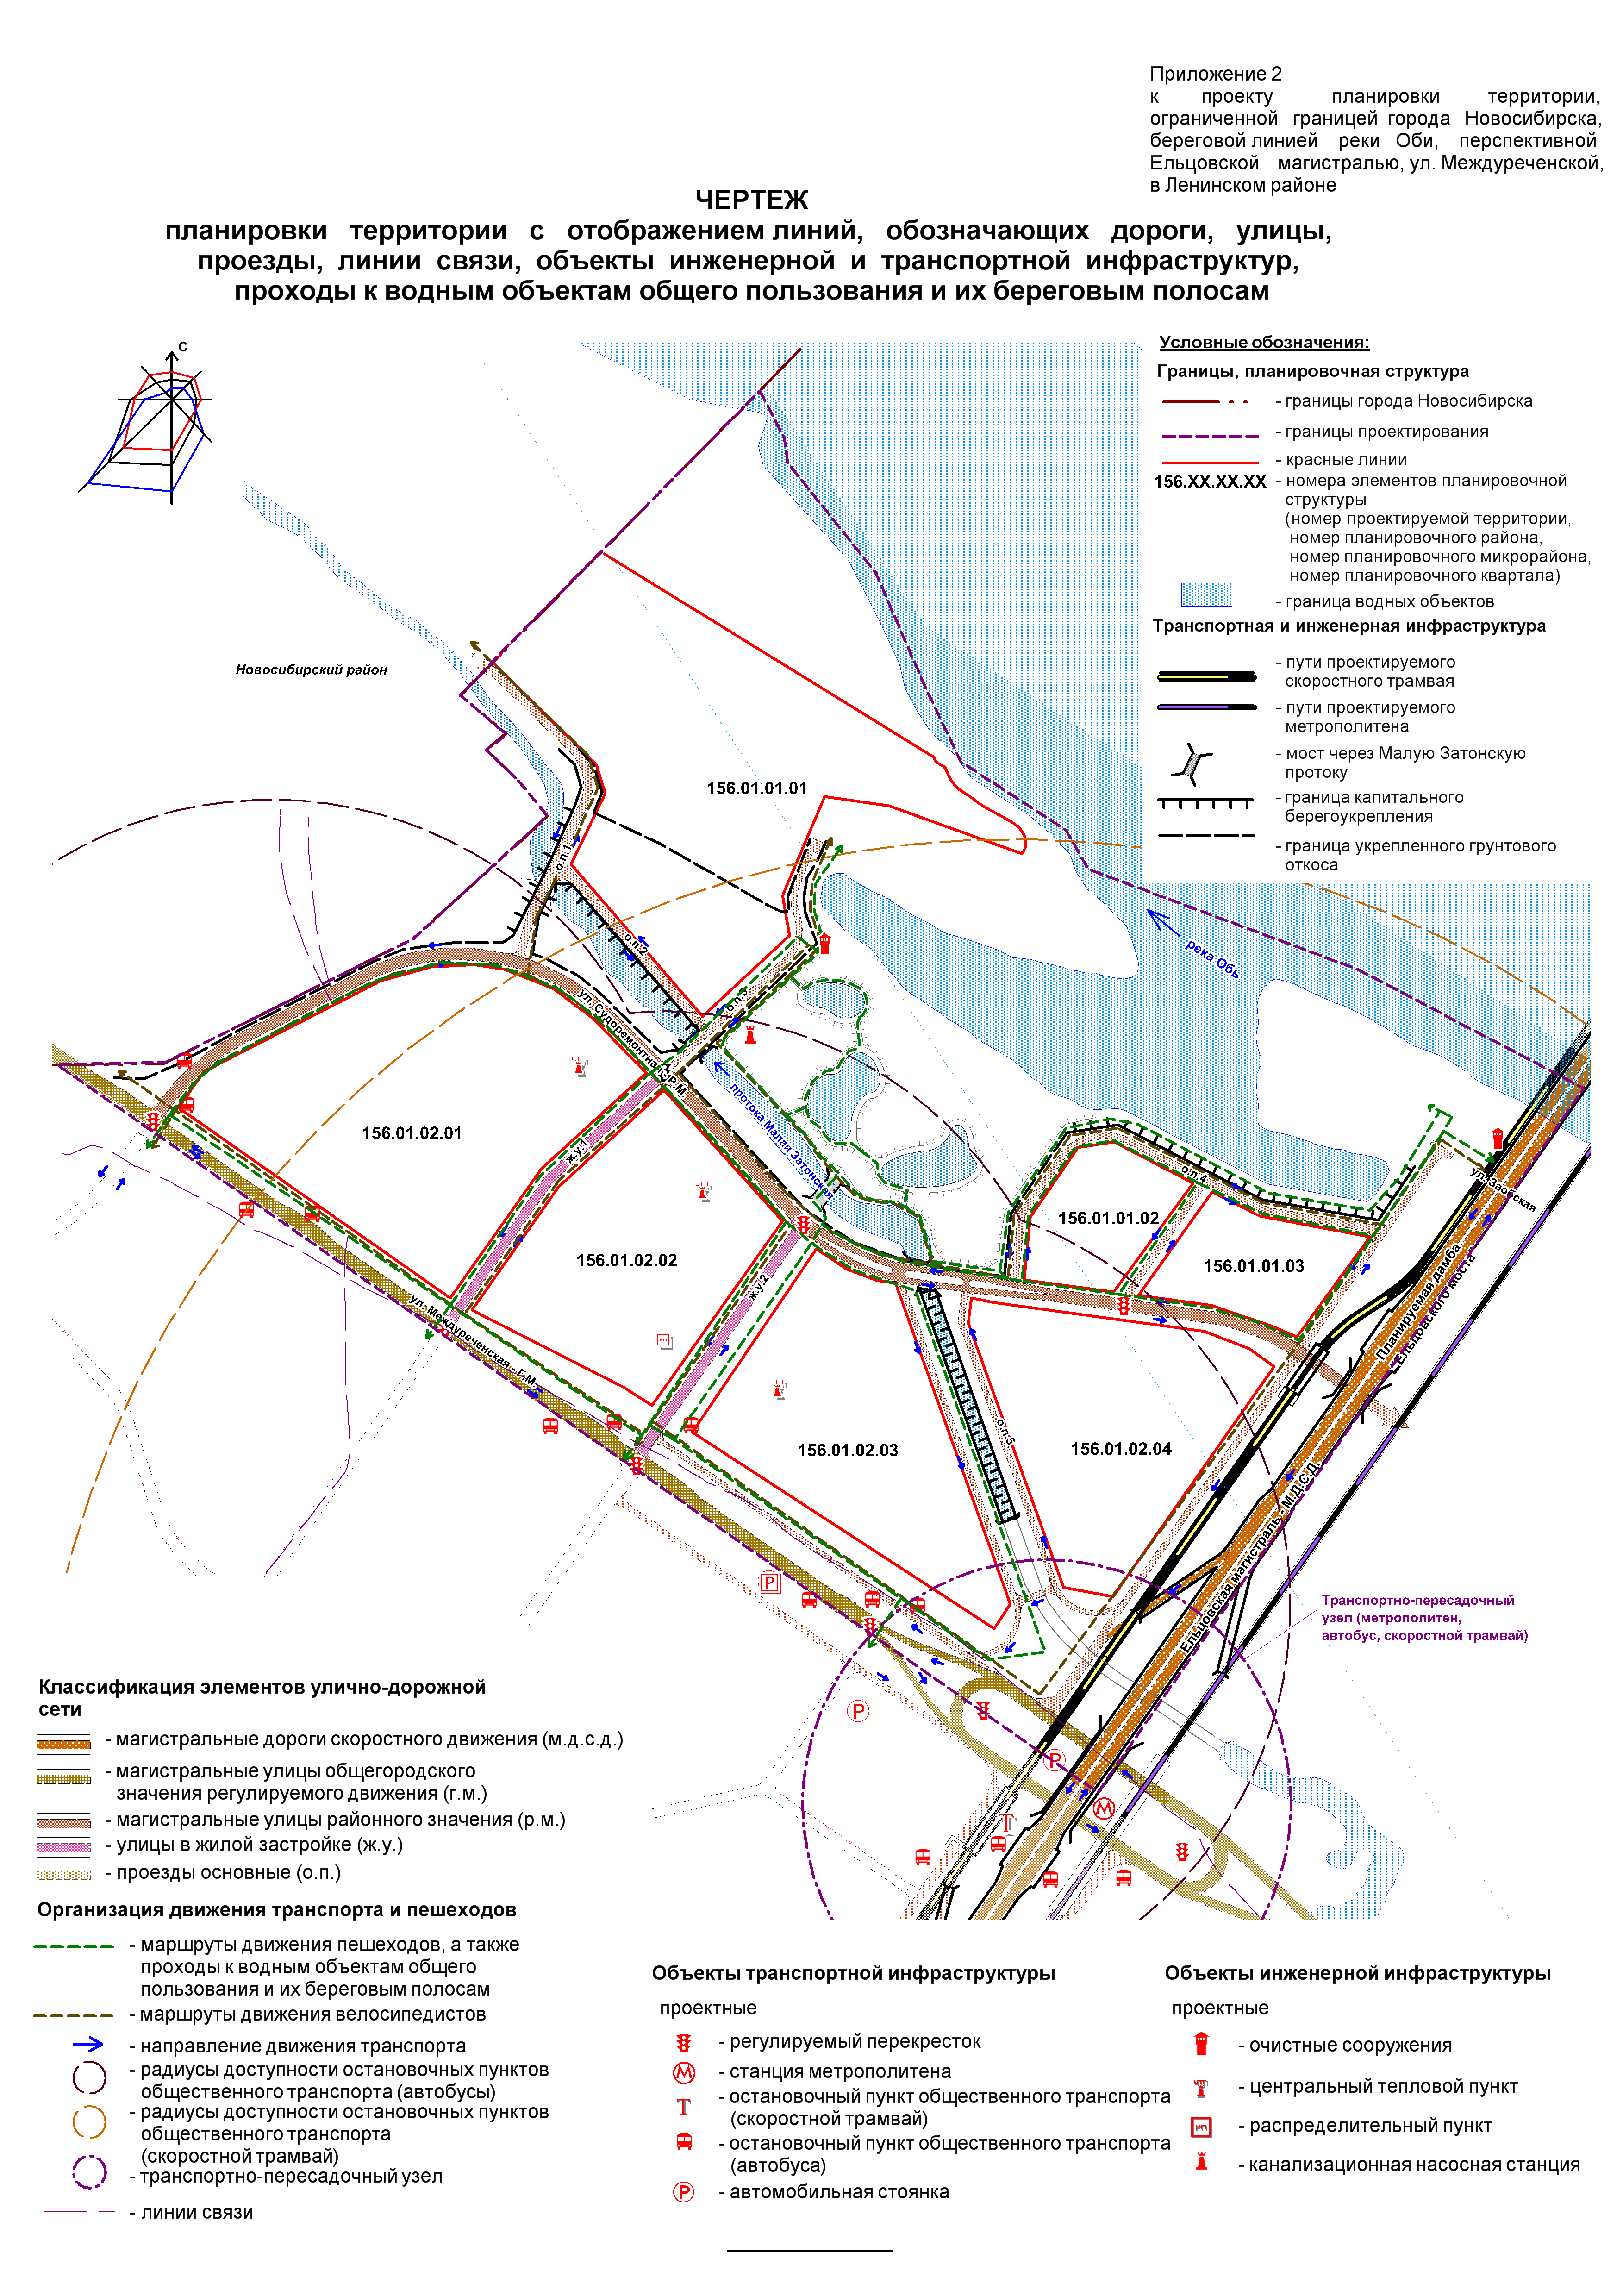 Приложение 2
к проекту планировки территории,
ограниченной границей города Новосибирска,
береговой линией реки Оби, перспективной
Ельцовской магистралью, ул. Междуреченской,
в Ленинском районе
ЧЕРТЕЖ
планировки территории с отображением линий, обозначающих дороги, улицы,
проезды, линии связи, объекты инженерной и транспортной инфраструктур,
проходы к водным объектам общего пользования и их береговым полосам
С
Условные обозначения:
Границы, планировочная структура
- границы города Новосибирска
- границы проектирования
- красные линии
156.XX.XX.XX - номера элементов планировочной
структуры
(номер проектируемой территории,
номер планировочного района,
номер планировочного микрорайона,
номер планировочного квартала)
- граница водных объектов
Транспортная и инженерная инфраструктура
- пути проектируемого
скоростного трамвая
- пути проектируемого
метрополитена
- мост через Малую Затонскую
протоку
- граница капитального
берегоукрепления
- граница укрепленного грунтового
откоса
Новосибирский район
156.01.01.01
о.п.1
о.п.2
о.п.3
река Обь
ул. Судоремонтная - Р.М.
ЦТП
протока Малая Затонская
156.01.02.01
ж.у.1
ЦТП
156.01.02.02
о.п.4
156.01.01.02
156.01.01.03
ул. Заобская
Планируемая дамба
Ельцовского моста
ж.у.2
ул. Междуреченская - Г.М.
ЦТП
156.01.02.03
о.п.5
156.01.02.04
Ельцовская магистраль - М.Д.С.Д.
P
P
P
М
Т
Транспортно-пересадочный
узел (метрополитен,
автобус, скоростной трамвай)
Классификация элементов улично-дорожной
сети
- магистральные дороги скоростного движения (м.д.с.д.)
- магистральные улицы общегородского
значения регулируемого движения (г.м.)
- магистральные улицы районного значения (р.м.)
- улицы в жилой застройке (ж.у.)
- проезды основные (о.п.)
Организация движения транспорта и пешеходов
- маршруты движения пешеходов, а также
проходы к водным объектам общего
пользования и их береговым полосам
- маршруты движения велосипедистов
- направление движения транспорта
- радиусы доступности остановочных пунктов
общественного транспорта (автобусы)
- радиусы доступности остановочных пунктов
общественного транспорта
(скоростной трамвай)
- транспортно-пересадочный узел
- линии связи
Объекты транспортной инфраструктуры
проектные
- регулируемый перекресток
М - станция метрополитена
Т - остановочный пункт общественного транспорта
(скоростной трамвай)
- остановочный пункт общественного транспорта
(автобуса)
P - автомобильная стоянка
Объекты инженерной инфраструктуры
проектные
- очистные сооружения
ЦТП - центральный тепловой пункт
РП - распределительный пункт
- канализационная насосная станция